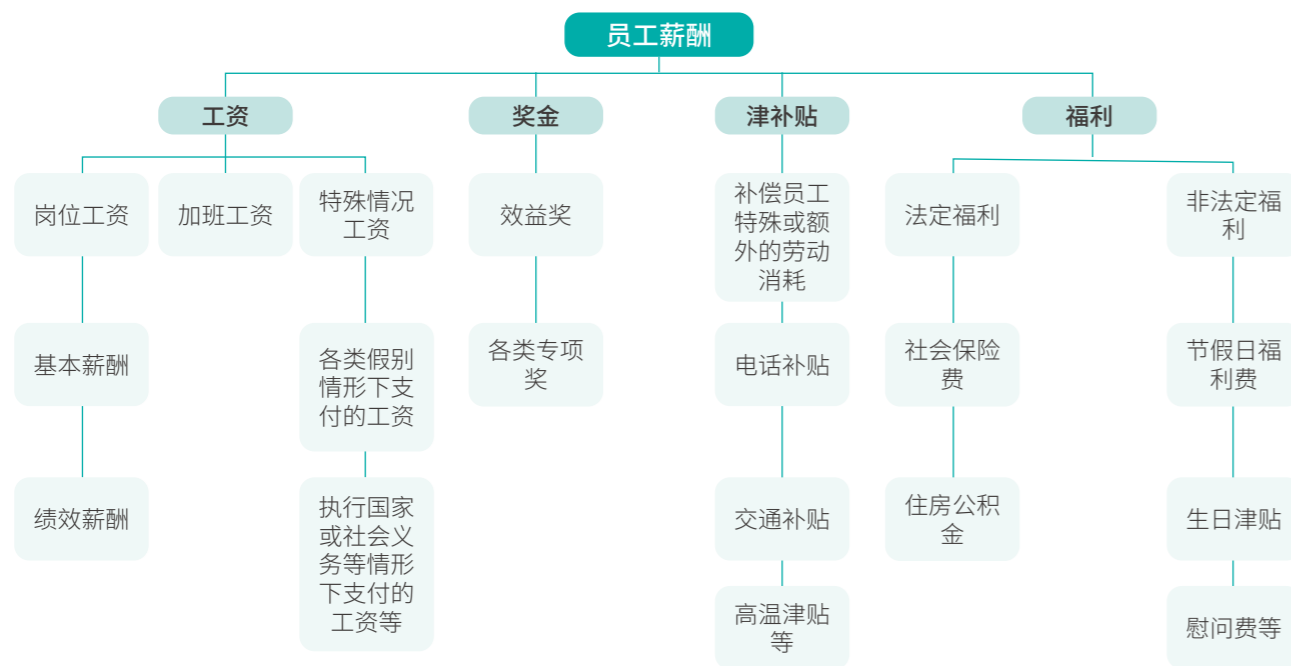 员工薪酬
工资
奖金
津补贴
福利
岗位工资
加班工资
特殊情况
工资
效益奖
补偿员工
特殊或额
外的劳动
消耗
法定福利
非法定福
利
基本薪酬
各类假别
情形下支
付的工资
各类专项
奖
电话补贴
社会保险
费
节假日福
利费
绩效薪酬
执行国家
或社会义
务等情形
下支付的
工资等
交通补贴
住房公积
金
生日津贴
高温津贴
等
慰问费等